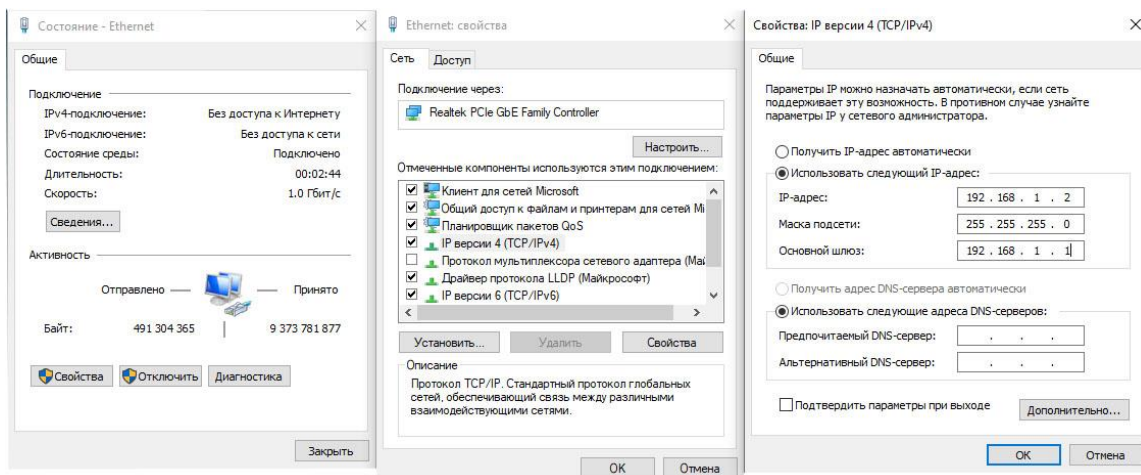 Состояние - Ethernet
Общие
Подключение
IPv4-подключение: Без доступа к Интернету
IPv6-подключение: Без доступа к сети
Состояние среды: Подключено
Длительность: 00:02:44
Скорость: 1.0 Гбит/с
Сведения...
Активность
Отправлено — Принято
Байт: 491 304 365 | 9 373 781 877
Свойства Отключить Диагностика
Закрыть
Ethernet: свойства
Сеть Доступ
Подключение через:
Realtek PCIe GbE Family Controller
Настроить...
Отмеченные компоненты используются этим подключением:
Клиент для сетей Microsoft
Общий доступ к файлам и принтерам для сетей Mi
Планировщик пакетов QoS
IP версии 4 (TCP/IPv4)
Протокол мультиплексора сетевого адаптера (Май
Драйвер протокола LLDP (Майкрософт)
IP версии 6 (TCP/IPv6)
Установить... Удалить Свойства
Описание
Протокол TCP/IP. Стандартный протокол глобальных
сетей, обеспечивающий связь между различными
взаимодействующими сетями.
ОК Отмена
Свойства: IP версии 4 (TCP/IPv4)
Общие
Параметры IP можно назначать автоматически, если сеть
поддерживает эту возможность. В противном случае узнайте
параметры IP у сетевого администратора.
Получить IP-адрес автоматически
Использовать следующий IP-адрес:
IP-адрес: 192 . 168 . 1 . 2
Маска подсети: 255 . 255 . 255 . 0
Основной шлюз: 192 . 168 . 1 . 1
Получить адрес DNS-сервера автоматически
Использовать следующие адреса DNS-серверов:
Предпочитаемый DNS-сервер: . . .
Альтернативный DNS-сервер: . . .
Подтвердить параметры при выходе Дополнительно...
ОК Отмена